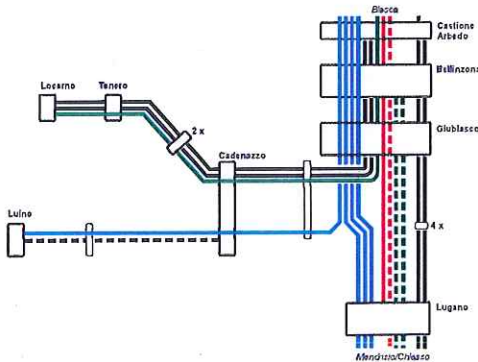 Biasca
Castione
Arbedo
Bellinzona
Locarno
Tenero
2 x
Giubiasco
Cadenazzo
Luino
4 x
Lugano
Mendrisio/Chiasso